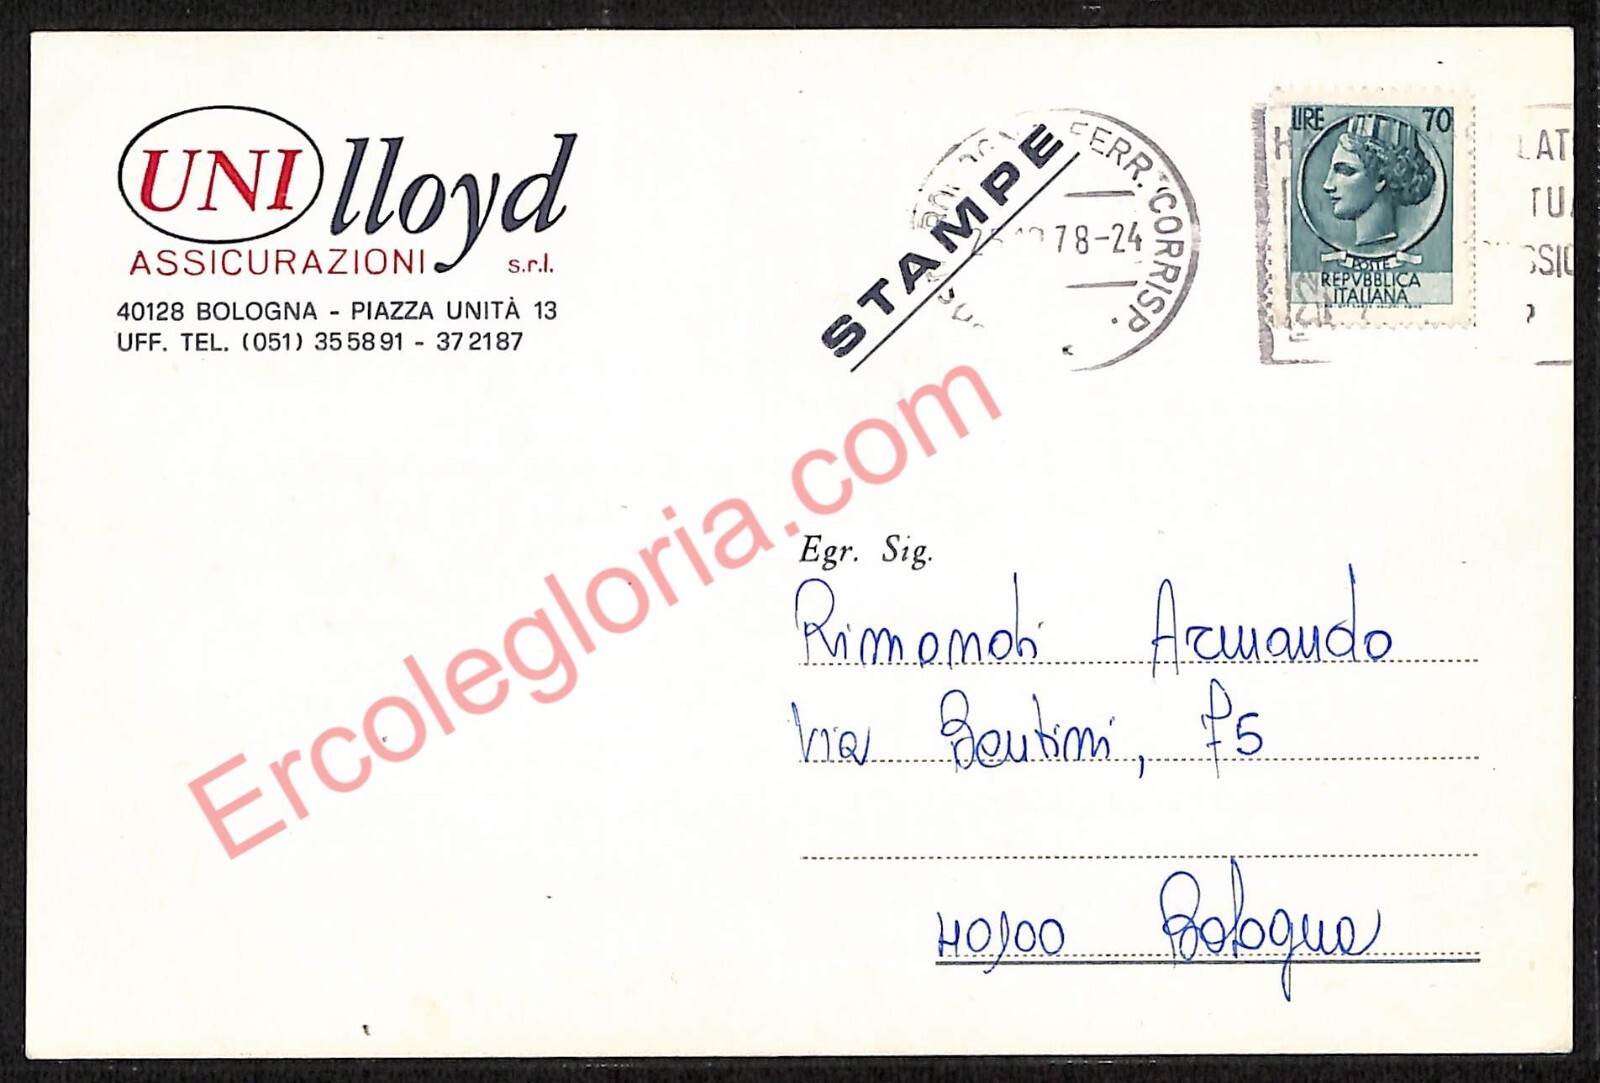 UNI lloyd
ASSICURAZIONI s.r.l.
40128 BOLOGNA - PIAZZA UNITÀ 13
UFF. TEL. (051) 355891 - 372187
STAMPE
FERR. CORRISP.
78-24
LIRE 70
POSTE
REPVBBLICA
ITALIANA
Egr. Sig.
Rimondi Armando
Via Bentini, 75
40100 Bologna
Ercolegloria.com